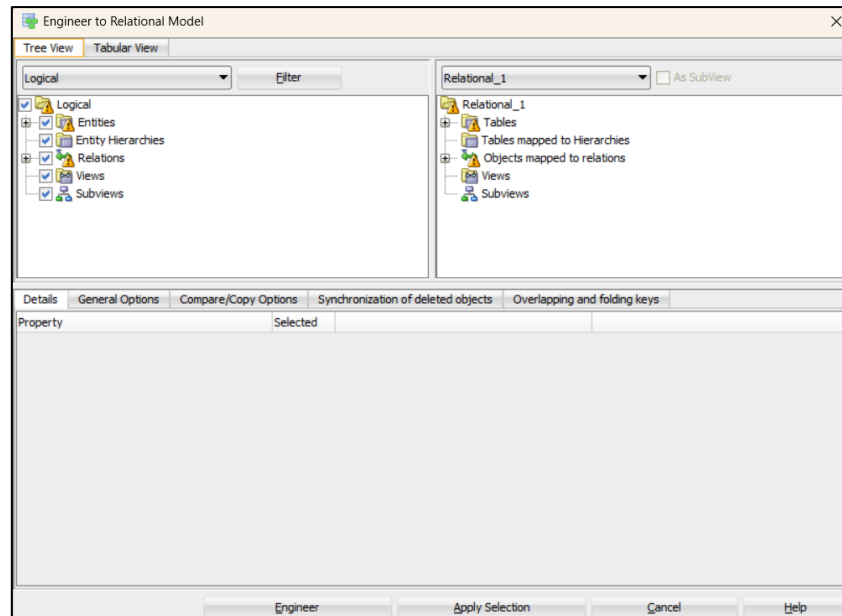 Engineer to Relational Model
Tree View Tabular View
Logical Filter Relational_1 As SubView
Logical
Entities
Entity Hierarchies
Relations
Views
Subviews
Relational_1
Tables
Tables mapped to Hierarchies
Objects mapped to relations
Views
Subviews
Details General Options Compare/Copy Options Synchronization of deleted objects Overlapping and folding keys
Property Selected
Engineer Apply Selection Cancel Help